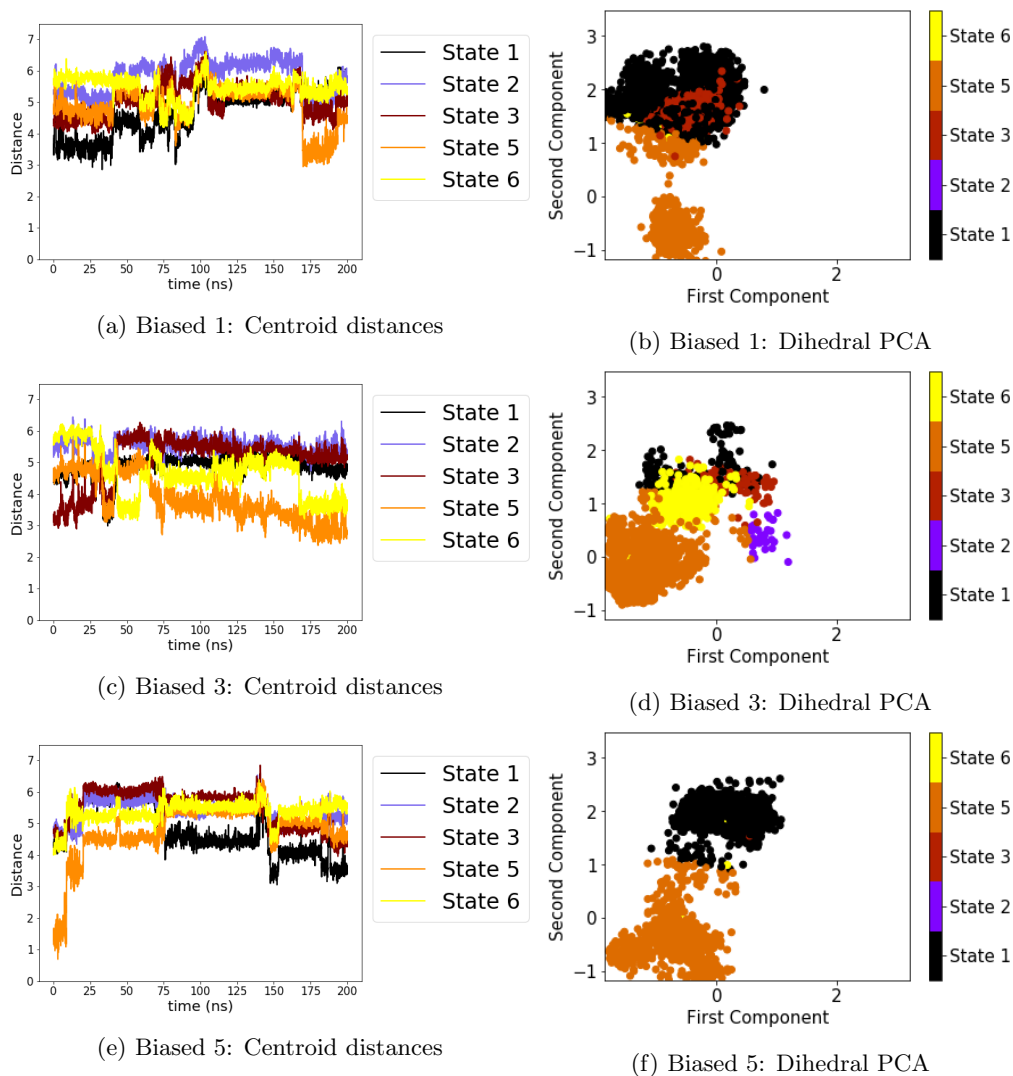 7
6
5
4
3
2
1
0
Distance
0 25 50 75 100 125 150 175 200
time (ns)
State 1
State 2
State 3
State 5
State 6
(a) Biased 1: Centroid distances
3
2
1
0
−1
Second Component
0 2
First Component
State 6
State 5
State 3
State 2
State 1
(b) Biased 1: Dihedral PCA
7
6
5
4
3
2
1
0
Distance
0 25 50 75 100 125 150 175 200
time (ns)
State 1
State 2
State 3
State 5
State 6
(c) Biased 3: Centroid distances
3
2
1
0
−1
Second Component
0 2
First Component
State 6
State 5
State 3
State 2
State 1
(d) Biased 3: Dihedral PCA
7
6
5
4
3
2
1
0
Distance
0 25 50 75 100 125 150 175 200
time (ns)
State 1
State 2
State 3
State 5
State 6
(e) Biased 5: Centroid distances
3
2
1
0
−1
Second Component
0 2
First Component
State 6
State 5
State 3
State 2
State 1
(f) Biased 5: Dihedral PCA